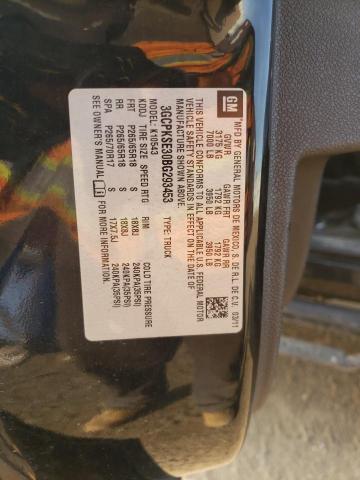 GM
MFD BY GENERAL MOTORS DE MEXICO, S. DE R.L. DE C.V. 03/11
GVWR GAWR FRT GAWR RR
3175 KG 1792 KG 1792 KG
7000 LB 3950 LB 3950 LB
THIS VEHICLE CONFORMS TO ALL APPLICABLE U.S. FEDERAL MOTOR
VEHICLE SAFETY STANDARDS IN EFFECT ON THE DATE OF
MANUFACTURE SHOWN ABOVE.
3GCPKSE30BG293453 TYPE: TRUCK
MODEL: K10543
KDDJ TIRE SIZE SPEED RTG RIM COLD TIRE PRESSURE
FRT P265/65R18 S 18X8J 240KPA(35PSI)
RR P265/65R18 S 18X8J 240KPA(35PSI)
SPA P265/70R17 S 17X7.5J 240KPA(35PSI)
SEE OWNER'S MANUAL FOR MORE INFORMATION.